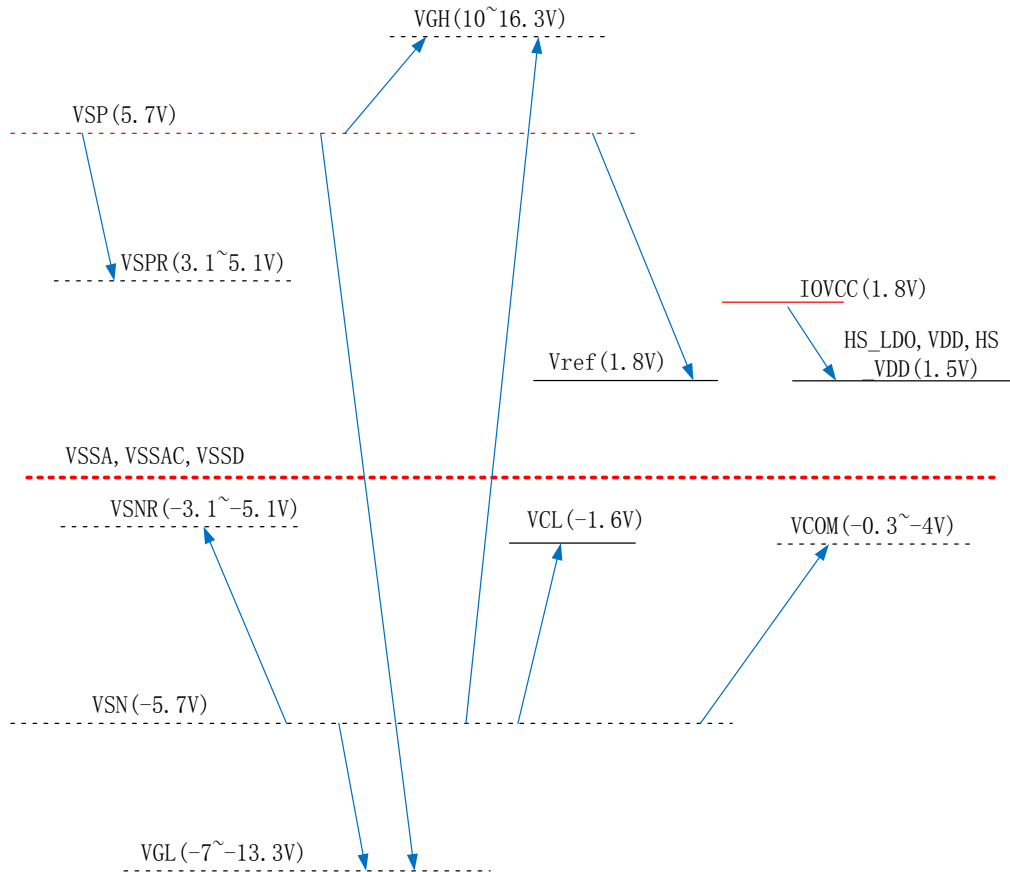 VGH(10~16.3V)
VSP(5.7V)
VSPR(3.1~5.1V)
IOVCC(1.8V)
HS_LDO,VDD,HS
_VDD(1.5V)
Vref(1.8V)
VSSA,VSSAC,VSSD
VSNR(-3.1~-5.1V)
VCL(-1.6V)
VCOM(-0.3~-4V)
VSN(-5.7V)
VGL(-7~-13.3V)